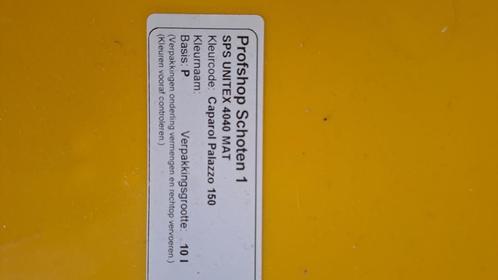 Profshop Schoten 1
SPS UNITEX 4040 MAT
Kleurcode: Caparol Palazzo 150
Kleurnaam:
Basis: P Verpakkingsgrootte: 10 l
(Verpakkingen onderling vermengen en rechtop vervoeren.)
(Kleuren vooraf controleren.)